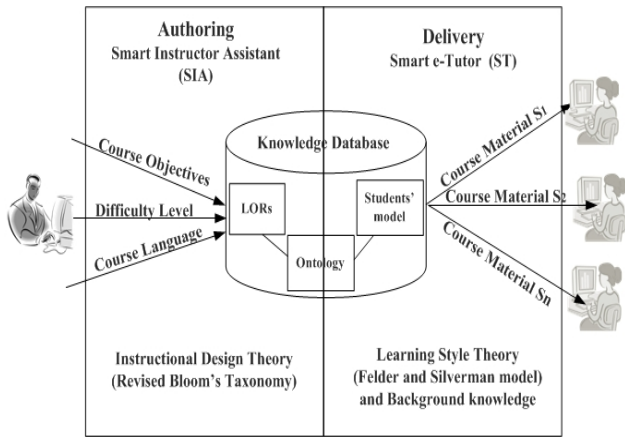 Authoring
Smart Instructor Assistant
(SIA)
Delivery
Smart e-Tutor (ST)
Knowledge Database
Course Objectives
Difficulty Level
Course Language
LORs
Students'
model
Ontology
Course Material S1
Course Material S2
Course Material Sn
Instructional Design Theory
(Revised Bloom's Taxonomy)
Learning Style Theory
(Felder and Silverman model)
and Background knowledge